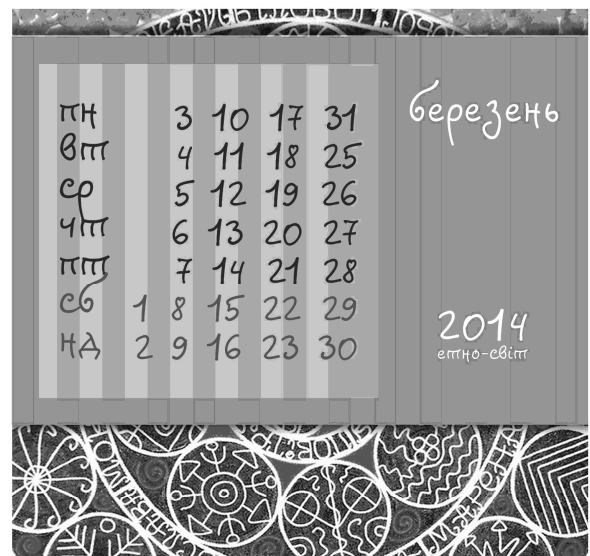 березень
пн 3 10 17 31
вт 4 11 18 25
ср 5 12 19 26
чт 6 13 20 27
пт 7 14 21 28
сб 1 8 15 22 29
нд 2 9 16 23 30
2014
етно-світ